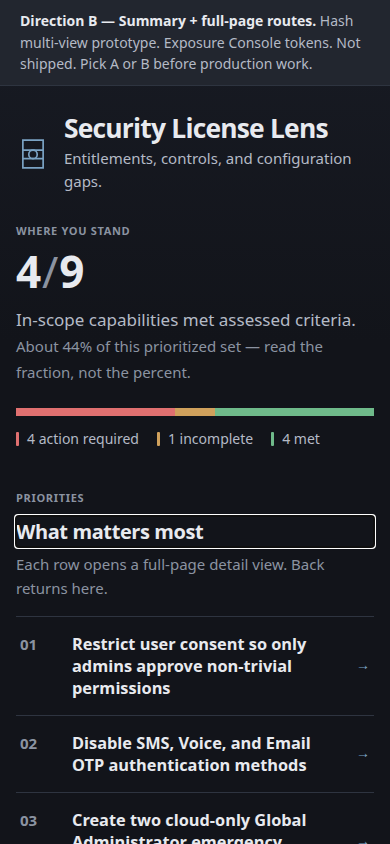 Direction B — Summary + full-page routes. Hash
multi-view prototype. Exposure Console tokens. Not
shipped. Pick A or B before production work.
Security License Lens
Entitlements, controls, and configuration
gaps.
WHERE YOU STAND
4/9
In-scope capabilities met assessed criteria.
About 44% of this prioritized set — read the
fraction, not the percent.
4 action required
1 incomplete
4 met
PRIORITIES
What matters most
Each row opens a full-page detail view. Back
returns here.
01
Restrict user consent so only
admins approve non-trivial
permissions
→
02
Disable SMS, Voice, and Email
OTP authentication methods
→
03
Create two cloud-only Global
Administrator emergency
→